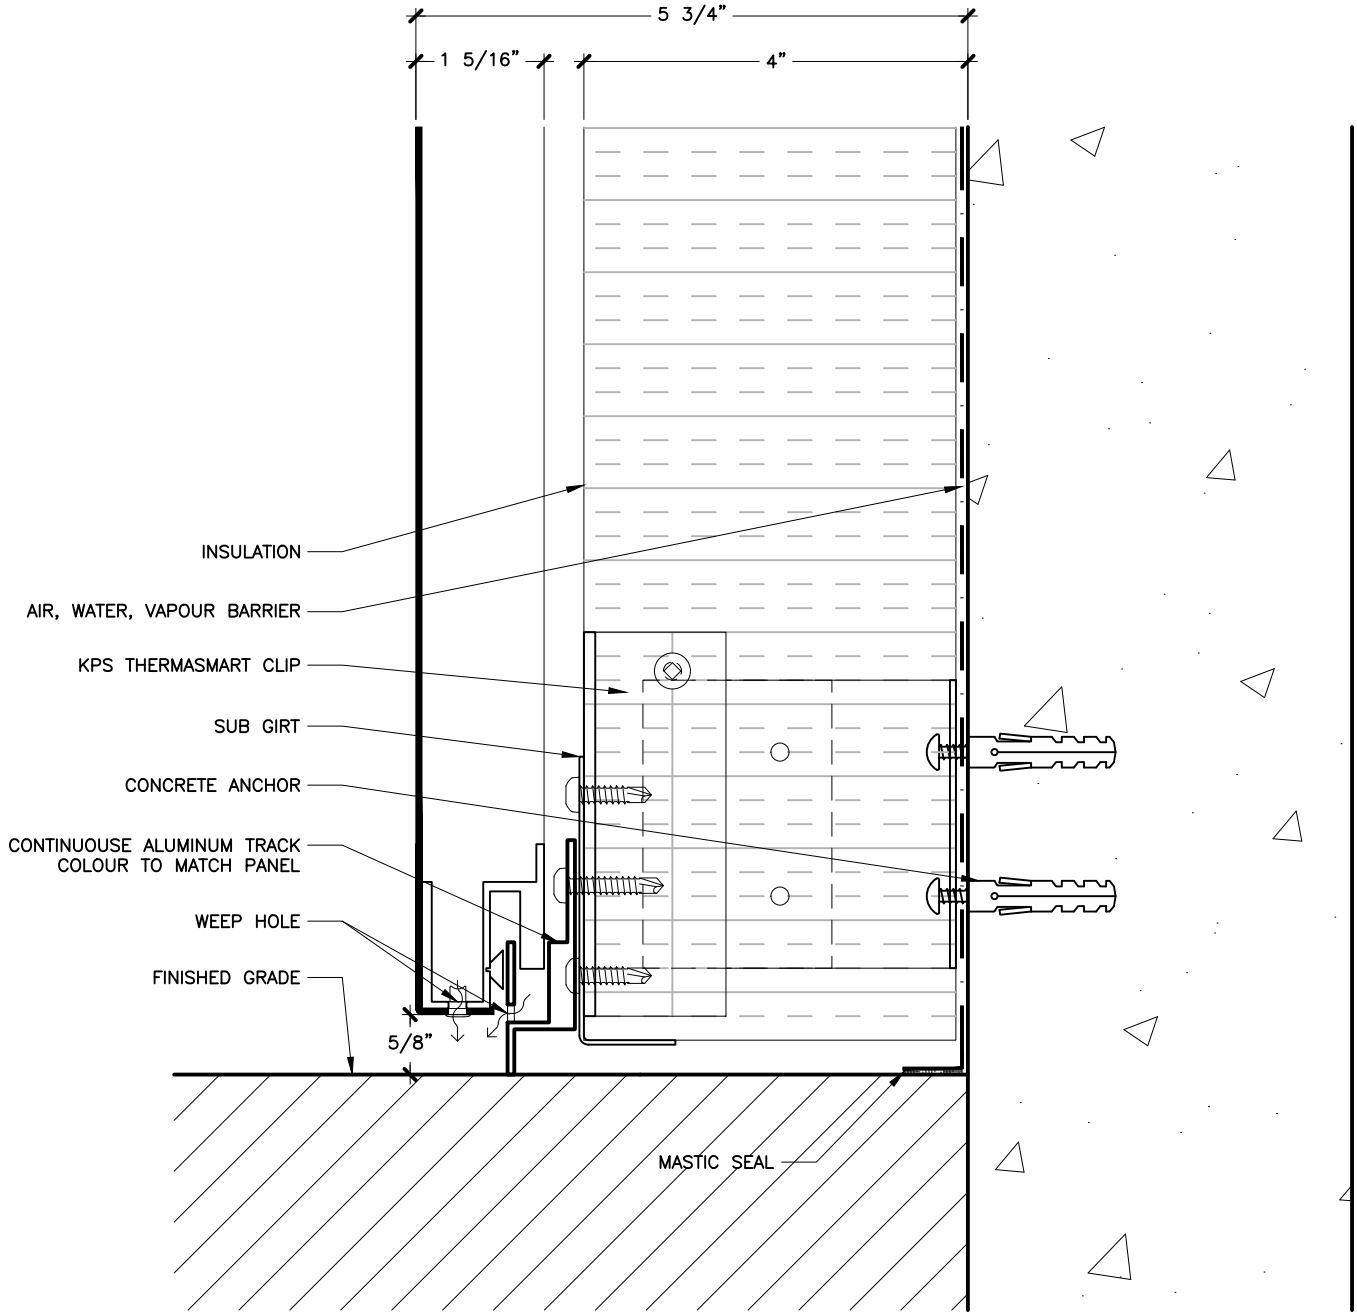 5 3/4"
1 5/16"
4"
INSULATION
AIR, WATER, VAPOUR BARRIER
KPS THERMASMART CLIP
SUB GIRT
CONCRETE ANCHOR
CONTINUOUSE ALUMINUM TRACK
COLOUR TO MATCH PANEL
WEEP HOLE
FINISHED GRADE
5/8"
MASTIC SEAL